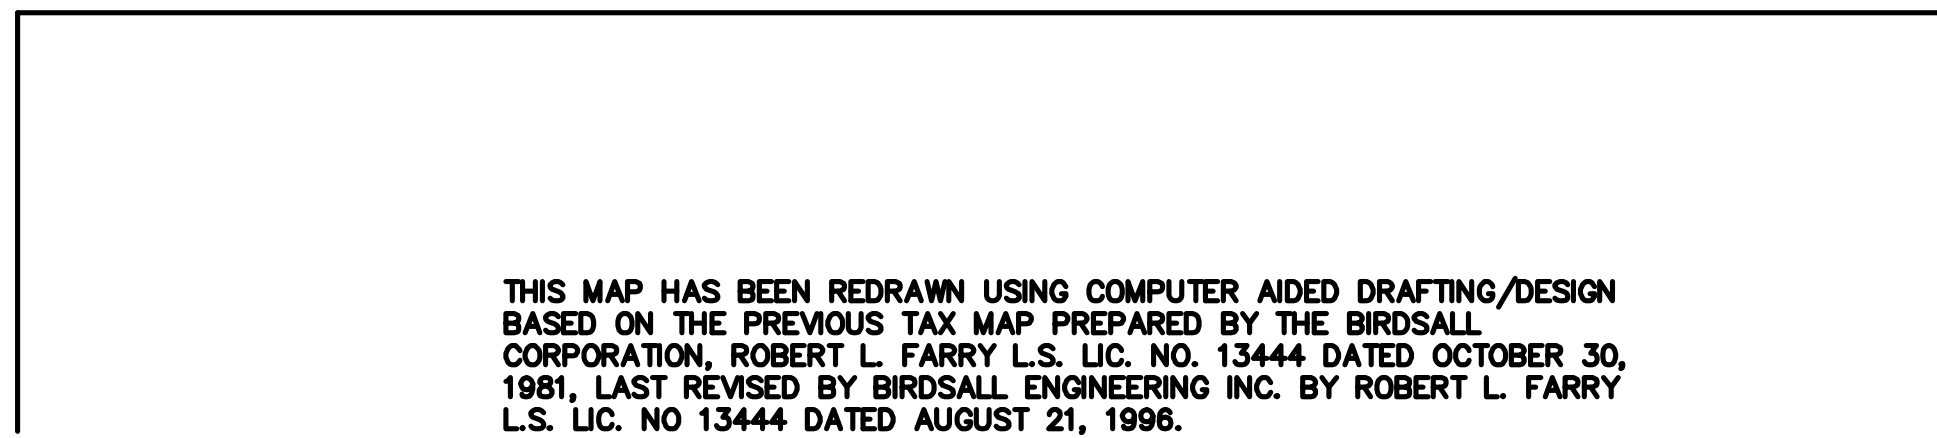 THIS MAP HAS BEEN REDRAWN USING COMPUTER AIDED DRAFTING/DESIGN
BASED ON THE PREVIOUS TAX MAP PREPARED BY THE BIRDSALL
CORPORATION, ROBERT L. FARRY L.S. LIC. NO. 13444 DATED OCTOBER 30,
1981, LAST REVISED BY BIRDSALL ENGINEERING INC. BY ROBERT L. FARRY
L.S. LIC. NO 13444 DATED AUGUST 21, 1996.